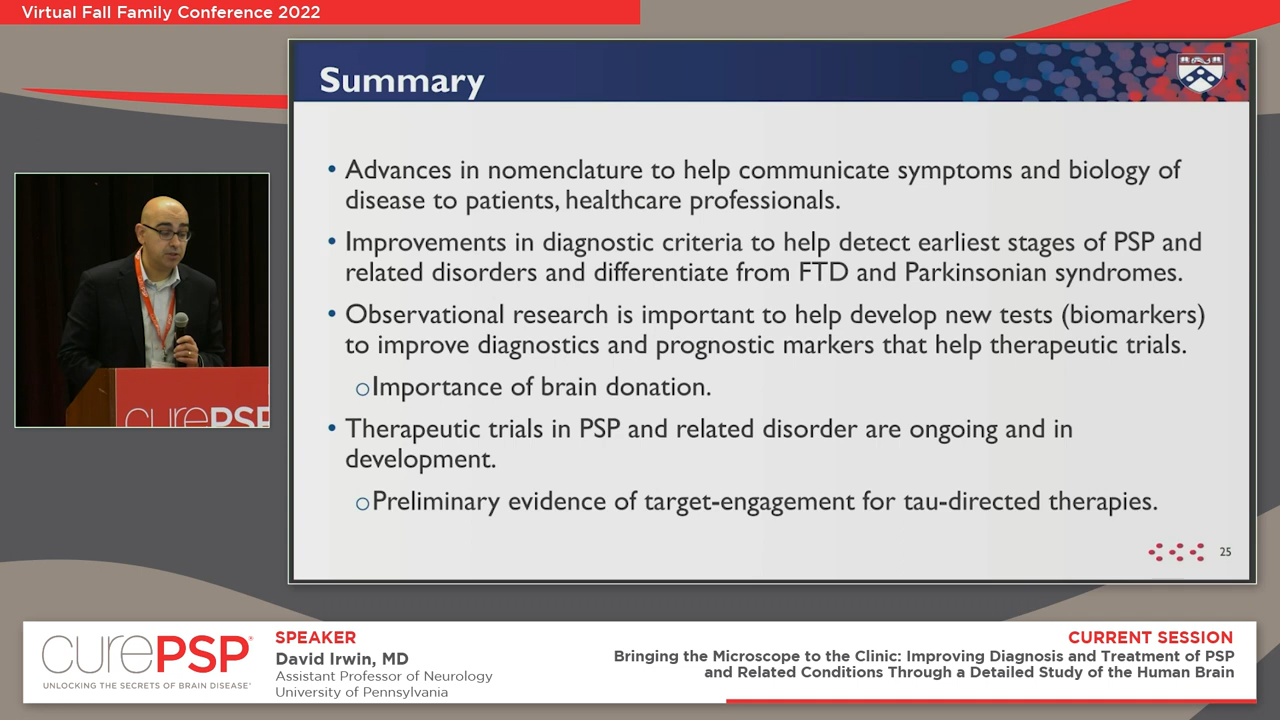 Virtual Fall Family Conference 2022
Summary
• Advances in nomenclature to help communicate symptoms and biology of
disease to patients, healthcare professionals.
• Improvements in diagnostic criteria to help detect earliest stages of PSP and
related disorders and differentiate from FTD and Parkinsonian syndromes.
• Observational research is important to help develop new tests (biomarkers)
to improve diagnostics and prognostic markers that help therapeutic trials.
oImportance of brain donation.
• Therapeutic trials in PSP and related disorder are ongoing and in
development.
oPreliminary evidence of target-engagement for tau-directed therapies.
25
curePSP
curePSP®
UNLOCKING THE SECRETS OF BRAIN DISEASE®
SPEAKER
David Irwin, MD
Assistant Professor of Neurology
University of Pennsylvania
CURRENT SESSION
Bringing the Microscope to the Clinic: Improving Diagnosis and Treatment of PSP
and Related Conditions Through a Detailed Study of the Human Brain